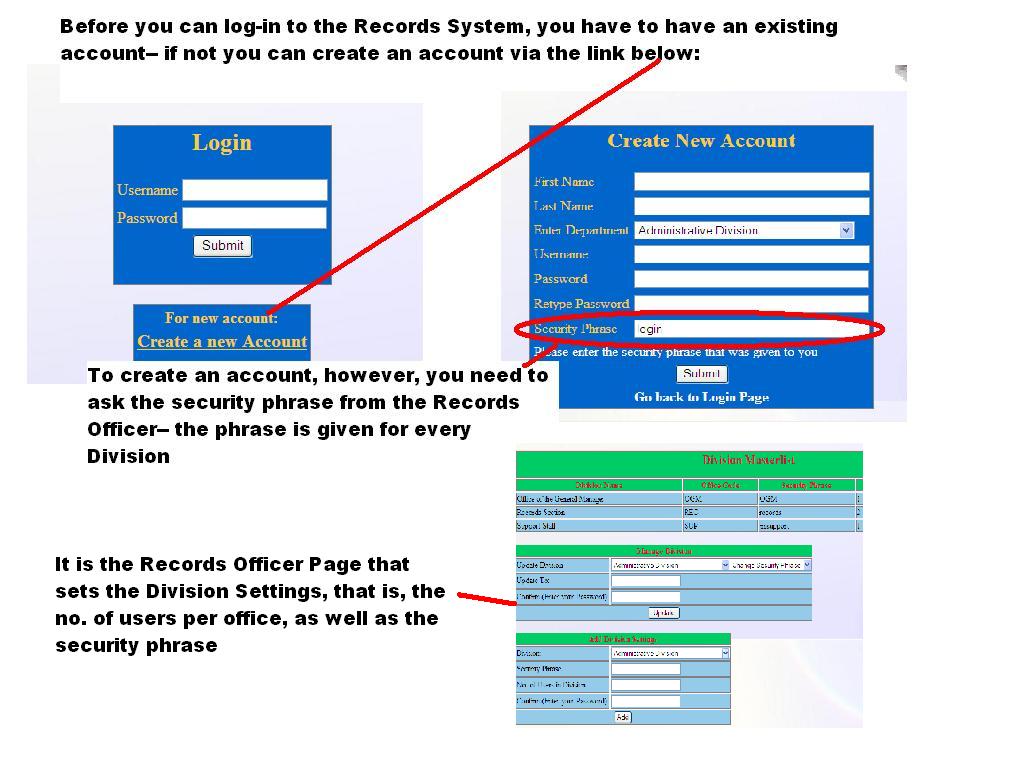 Before you can log-in to the Records System, you have to have an existing
account– if not you can create an account via the link below:
Login
Username
Password
Submit
For new account:
Create a new Account
Create New Account
First Name
Last Name
Enter Department Administrative Division
Username
Password
Retype Password
Security Phrase login
Please enter the security phrase that was given to you
Submit
Go back to Login Page
To create an account, however, you need to
ask the security phrase from the Records
Officer– the phrase is given for every
Division
Division Masterlist
Division Name Office Code Security Phrase
Office of the General Manager OGM OGM
Records Section REC records 2
Support Staff SUP
It is the Records Officer Page that
sets the Division Settings, that is, the
no. of users per office, as well as the
security phrase
Manage Division
Update Division Administrative Division Change Security Phrase
Update To:
Confirm (Enter your Password)
Update
Add Division Settings
Division: Administrative Division
Security Phrase
No. of Users in Division
Confirm (Enter your Password)
Add